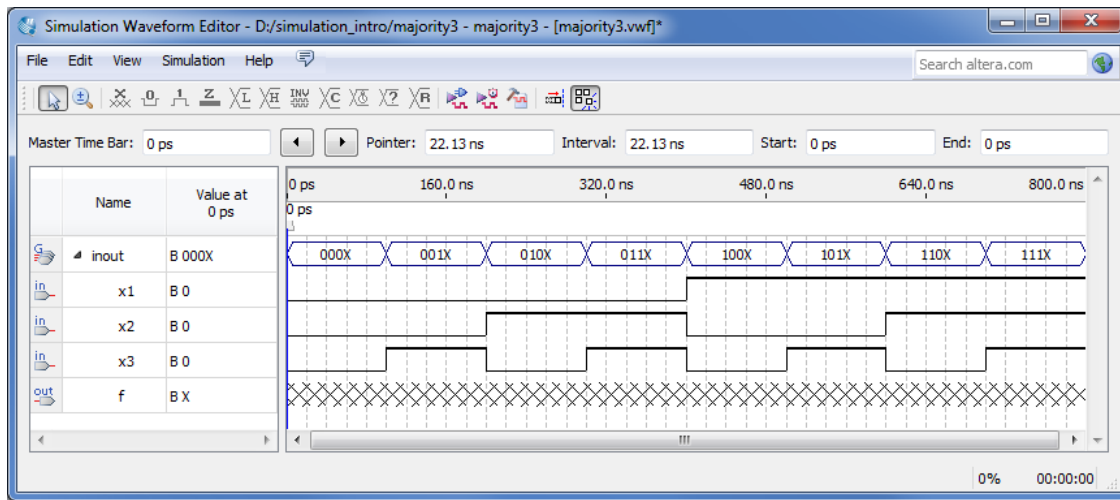 Simulation Waveform Editor - D:/simulation_intro/majority3 - majority3 - [majority3.vwf]*
File Edit View Simulation Help Search altera.com
Master Time Bar: 0 ps Pointer: 22.13 ns Interval: 22.13 ns Start: 0 ps End: 0 ps
Name Value at 0 ps 0 ps 160.0 ns 320.0 ns 480.0 ns 640.0 ns 800.0 ns
0 ps
G inout B 000X 000X 001X 010X 011X 100X 101X 110X 111X
in x1 B 0
in x2 B 0
in x3 B 0
out f B X
0% 00:00:00